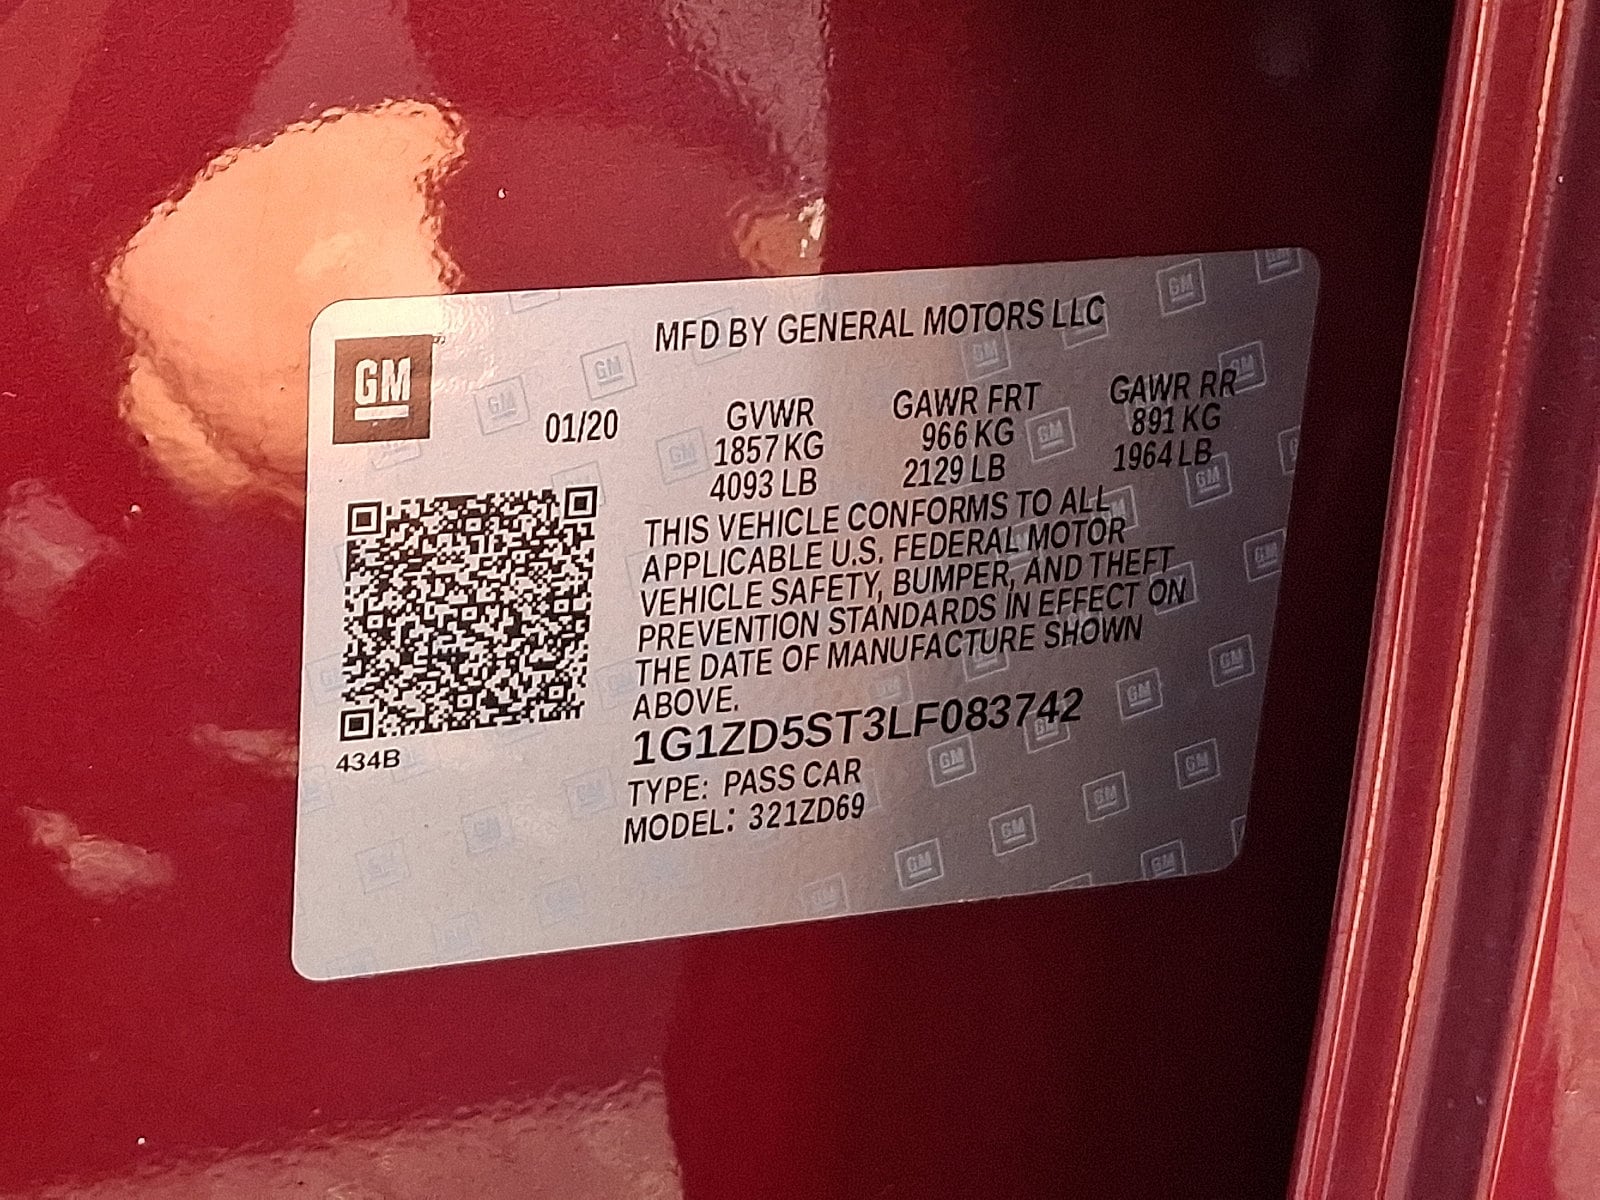 MFD BY GENERAL MOTORS LLC
GM
01/20
GVWR GAWR FRT GAWR RR
1857 KG 966 KG 891 KG
4093 LB 2129 LB 1964 LB
THIS VEHICLE CONFORMS TO ALL
APPLICABLE U.S. FEDERAL MOTOR
VEHICLE SAFETY, BUMPER, AND THEFT
PREVENTION STANDARDS IN EFFECT ON
THE DATE OF MANUFACTURE SHOWN
ABOVE.
1G1ZD5ST3LF083742
434B
TYPE: PASS CAR
MODEL: 321ZD69